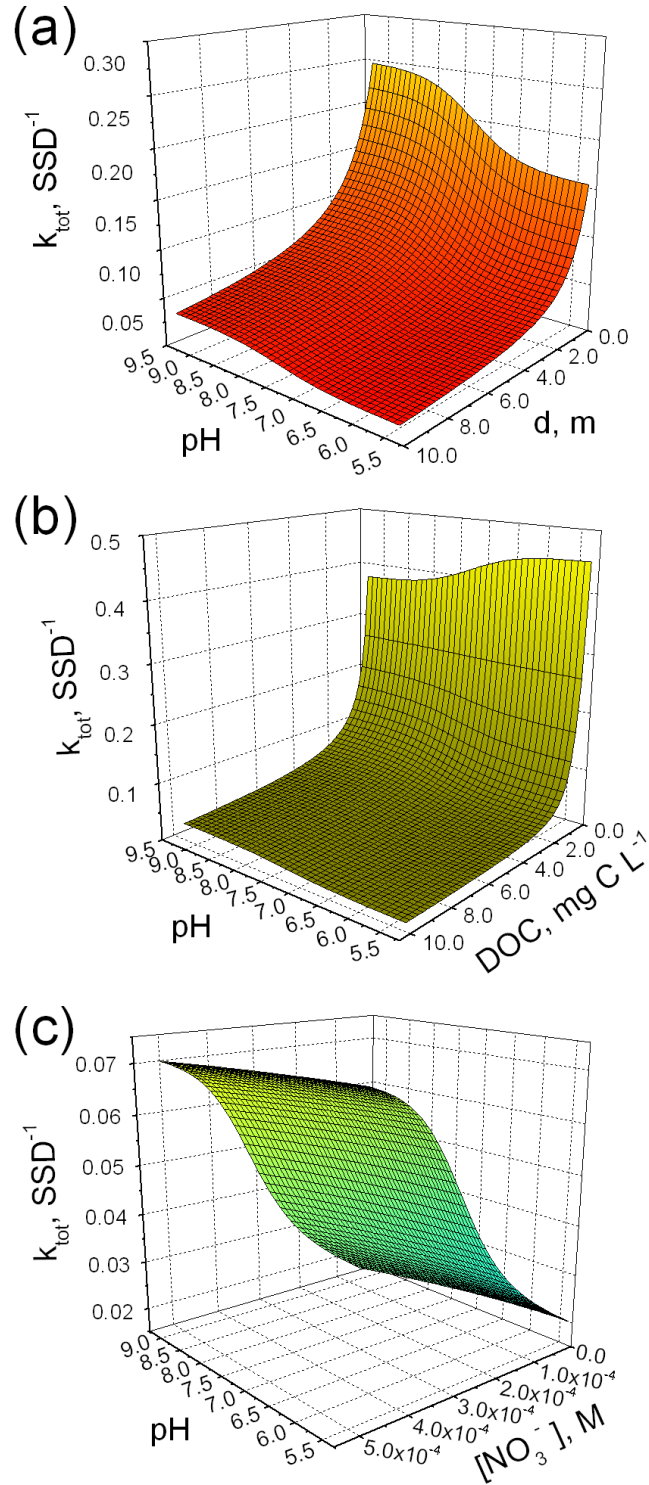 (a)
k_tot, SSD^-1
0.30
0.25
0.20
0.15
0.10
0.05
9.5 9.0 8.5 8.0 7.5 7.0 6.5 6.0 5.5
pH
0.0 2.0 4.0 6.0 8.0 10.0
d, m
(b)
k_tot, SSD^-1
0.5
0.4
0.3
0.2
0.1
9.5 9.0 8.5 8.0 7.5 7.0 6.5 6.0 5.5
pH
0.0 2.0 4.0 6.0 8.0 10.0
DOC, mg C L^-1
(c)
k_tot, SSD^-1
0.07
0.06
0.05
0.04
0.03
0.02
9.0 8.5 8.0 7.5 7.0 6.5 6.0 5.5
pH
0.0 1.0x10^-4 2.0x10^-4 3.0x10^-4 4.0x10^-4 5.0x10^-4
[NO_3^-], M